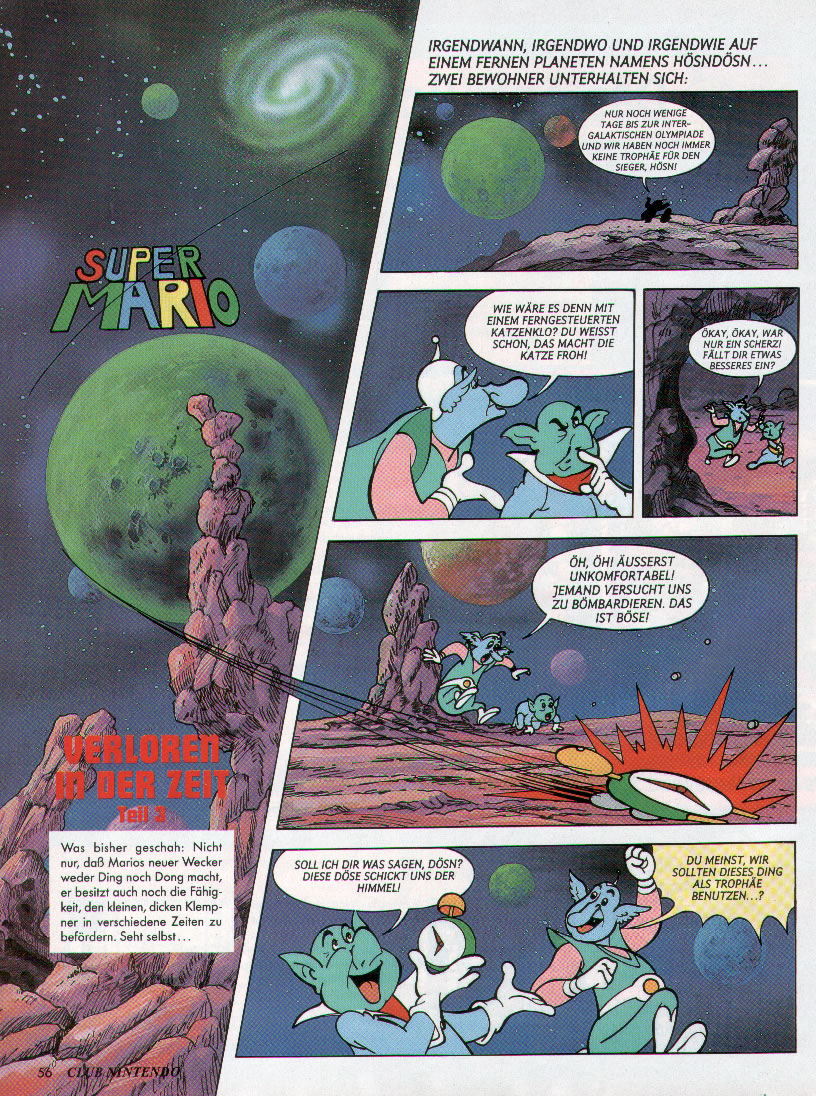 IRGENDWANN, IRGENDWO UND IRGENDWIE AUF
EINEM FERNEN PLANETEN NAMENS HÖSNDÖSN...
ZWEI BEWOHNER UNTERHALTEN SICH:
NUR NOCH WENIGE
TAGE BIS ZUR INTER-
GALAKTISCHEN OLYMPIADE
UND WIR HABEN NOCH IMMER
KEINE TROPHÄE FÜR DEN
SIEGER, HÖSN!
SUPER
MARIO
WIE WÄRE ES DENN MIT
EINEM FERNGESTEUERTEN
KATZENKLO? DU WEISST
SCHON, DAS MACHT DIE
KATZE FROH!
ÖKAY, ÖKAY, WAR
NUR EIN SCHERZ!
FÄLLT DIR ETWAS
BESSERES EIN?
ÖH, ÖH! ÄUSSERST
UNKOMFORTABEL!
JEMAND VERSUCHT UNS
ZU BÖMBARDIEREN. DAS
IST BÖSE!
VERLOREN
IN DER ZEIT
Teil 2
Was bisher geschah: Nicht
nur, daß Marios neuer Wecker
weder Ding noch Dong macht,
er besitzt auch noch die Fähig-
keit, den kleinen, dicken Klemp-
ner in verschiedene Zeiten zu
befördern. Seht selbst...
SOLL ICH DIR WAS SAGEN, DÖSN?
DIESE DÖSE SCHICKT UNS DER
HIMMEL!
DU MEINST, WIR
SOLLTEN DIESES DING
ALS TROPHÄE
BENUTZEN...?
56 CLUB NINTENDO